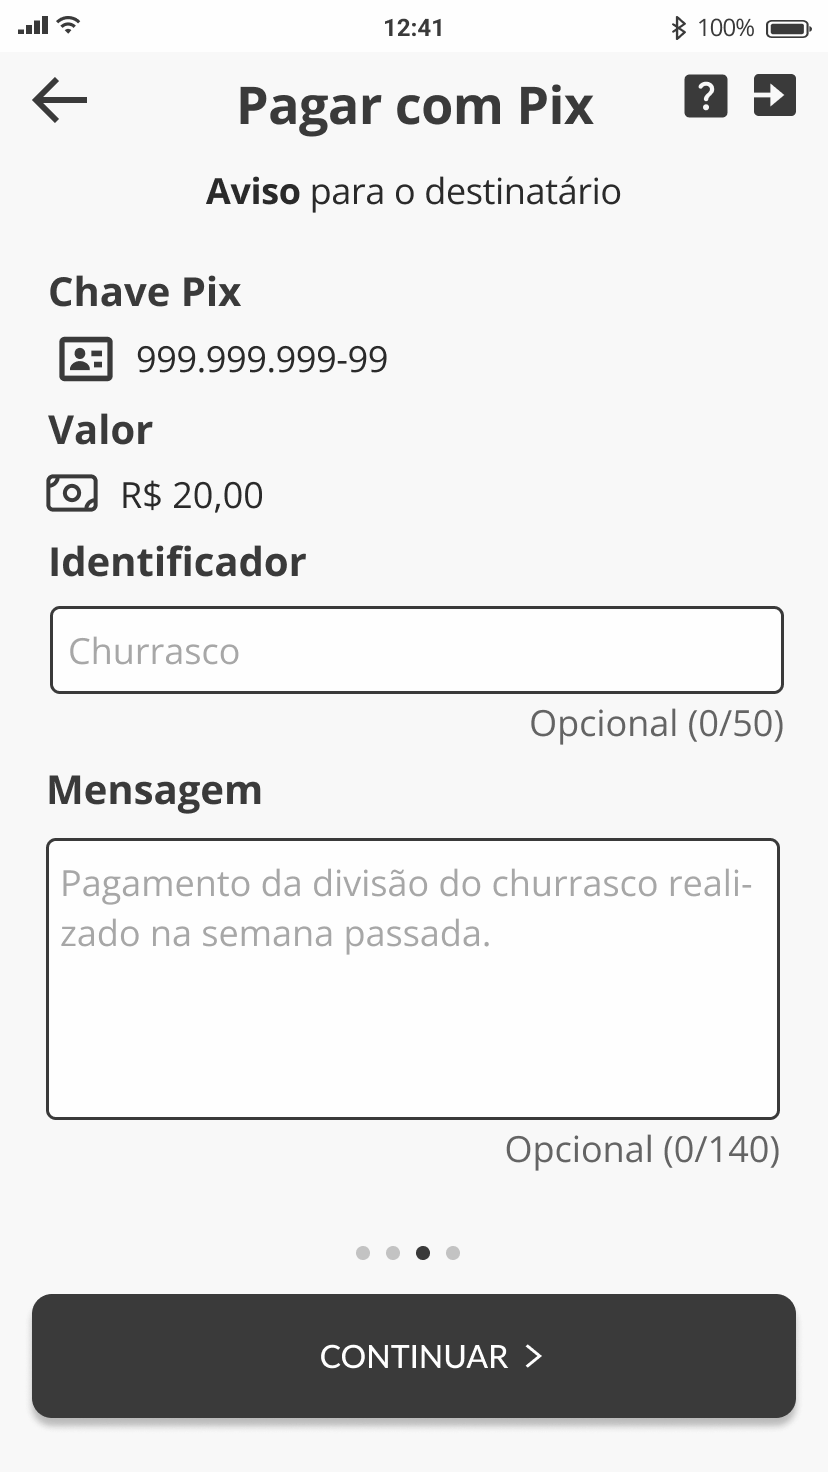 12:41 100%
Pagar com Pix ?
Aviso para o destinatário
Chave Pix
999.999.999-99
Valor
R$ 20,00
Identificador
Churrasco
Opcional (0/50)
Mensagem
Pagamento da divisão do churrasco reali-
zado na semana passada.
Opcional (0/140)
CONTINUAR >